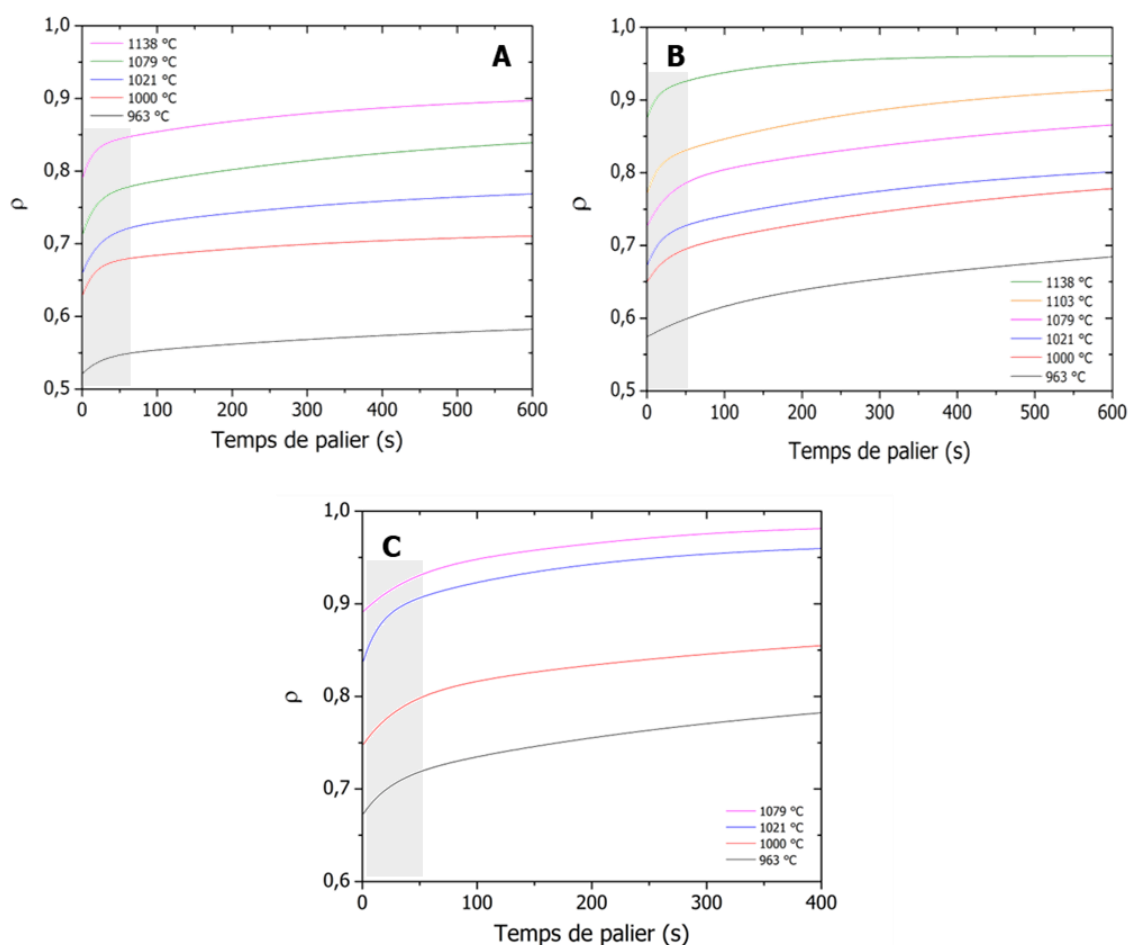 A
1138 °C
1079 °C
1021 °C
1000 °C
963 °C
1,0
0,9
0,8
0,7
0,6
0,5
ρ
0 100 200 300 400 500 600
Temps de palier (s)
B
1,0
0,9
0,8
0,7
0,6
0,5
ρ
1138 °C
1103 °C
1079 °C
1021 °C
1000 °C
963 °C
0 100 200 300 400 500 600
Temps de palier (s)
C
1,0
0,9
0,8
0,7
0,6
ρ
1079 °C
1021 °C
1000 °C
963 °C
0 100 200 300 400
Temps de palier (s)